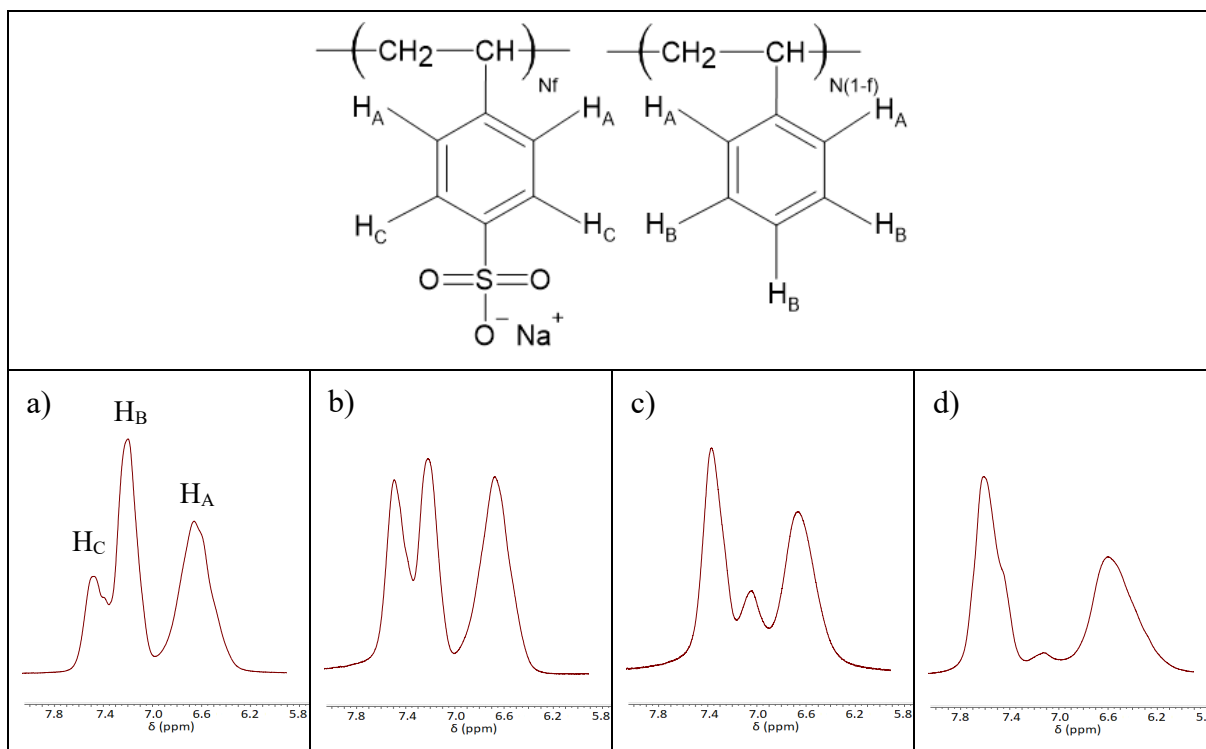 ( CH2 CH )Nf ( CH2 CH )N(1-f)
HA HA HA HA
HC HC HB HB
O S O HB
O− Na+
a) HB HA HC
b)
c)
d)
7.8 7.4 7.0 6.6 6.2 5.8
δ (ppm)
7.8 7.4 7.0 6.6 6.2 5.8
δ (ppm)
7.8 7.4 7.0 6.6 6.2 5.8
δ (ppm)
7.8 7.4 7.0 6.6 6.2
δ (ppm)